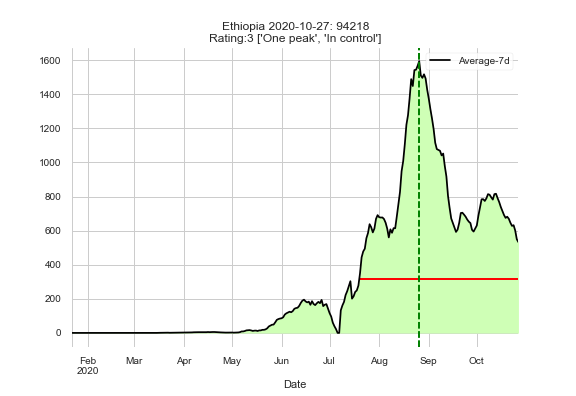 Ethiopia 2020-10-27: 94218
Rating:3 ['One peak', 'In control']
Average-7d
1600
1400
1200
1000
800
600
400
200
0
Feb Mar Apr May Jun Jul Aug Sep Oct
2020
Date